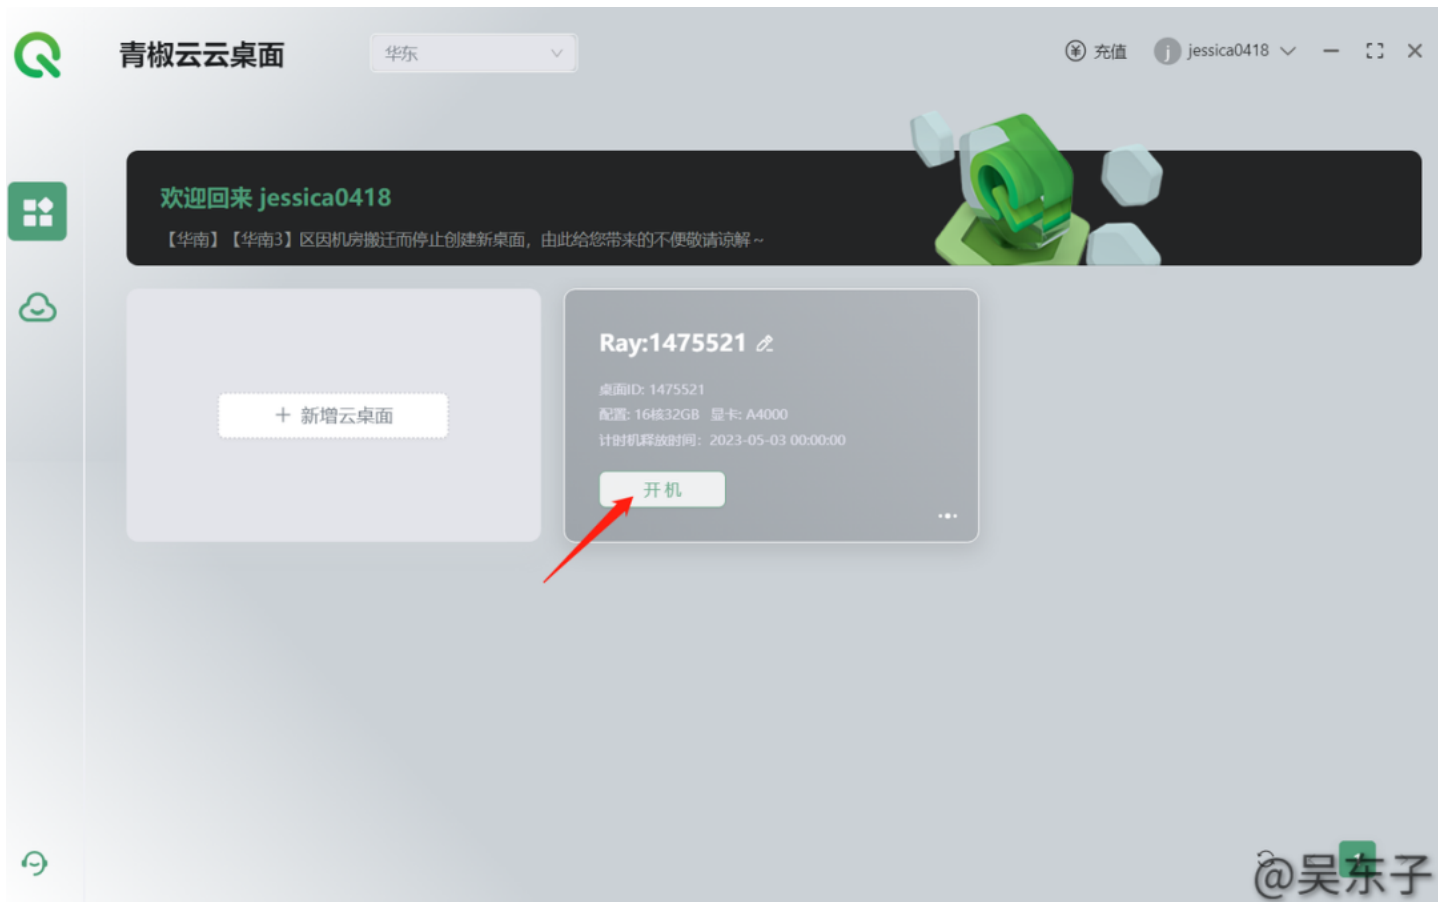 青椒云云桌面
华东
充值
j
jessica0418
欢迎回来 jessica0418
【华南】【华南3】区因机房搬迁而停止创建新桌面，由此给您带来的不便敬请谅解～
+ 新增云桌面
Ray:1475521
桌面ID: 1475521
配置: 16核32GB 显卡: A4000
计时机释放时间：2023-05-03 00:00:00
开机
@吴东子